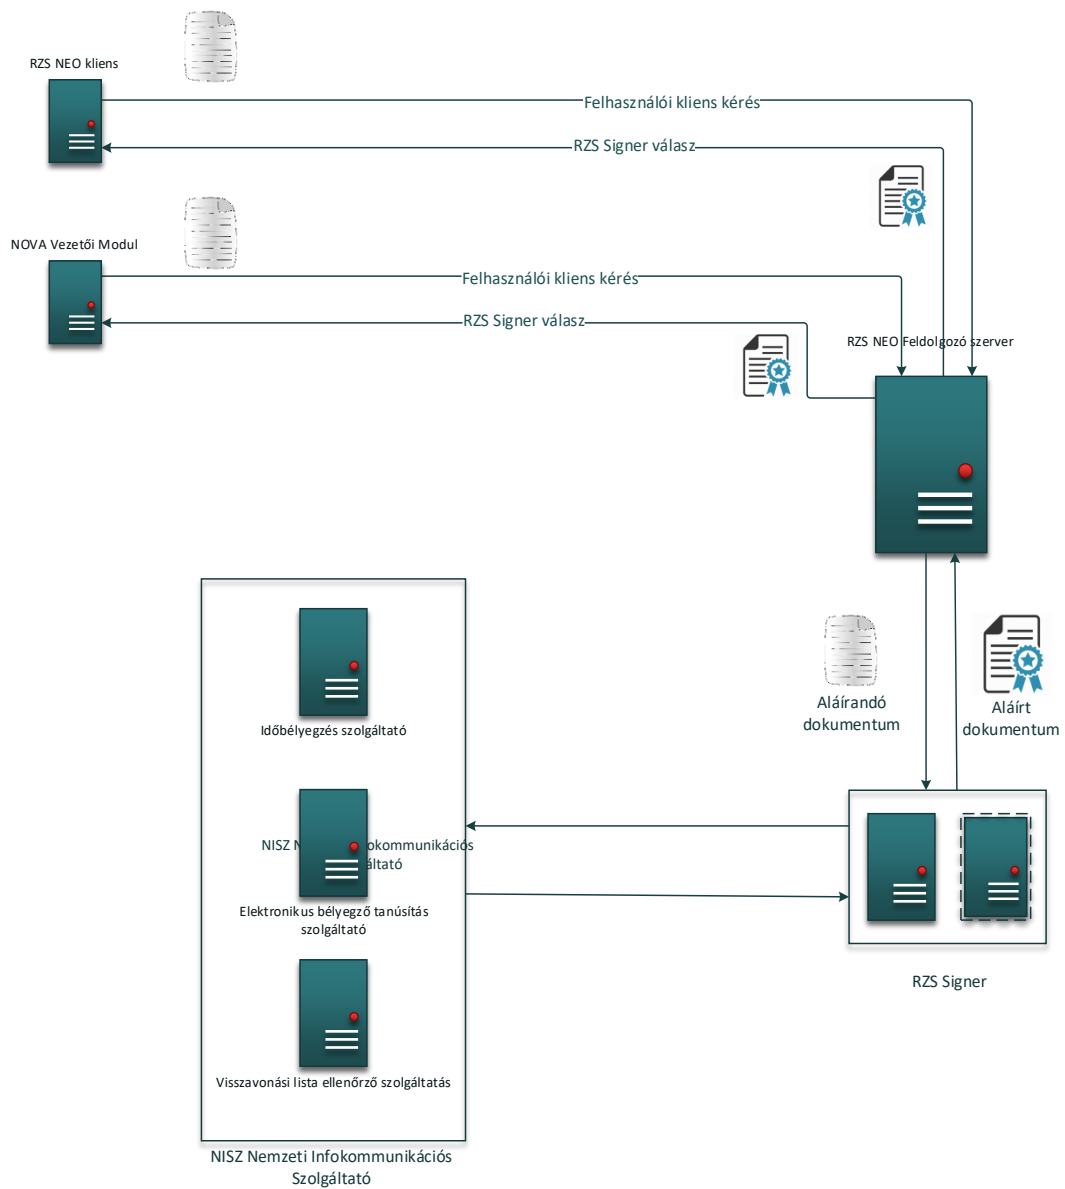 RZS NEO kliens
Felhasználói kliens kérés
RZS Signer válasz
NOVA Vezetői Modul
Felhasználói kliens kérés
RZS Signer válasz
RZS NEO Feldolgozó szerver
Aláírandó
dokumentum
Aláírt
dokumentum
Időbélyegzés szolgáltató
NISZ N okommunikációs
áltató
Elektronikus bélyegző tanúsítás
szolgáltató
Visszavonási lista ellenőrző szolgáltatás
RZS Signer
NISZ Nemzeti Infokommunikációs
Szolgáltató